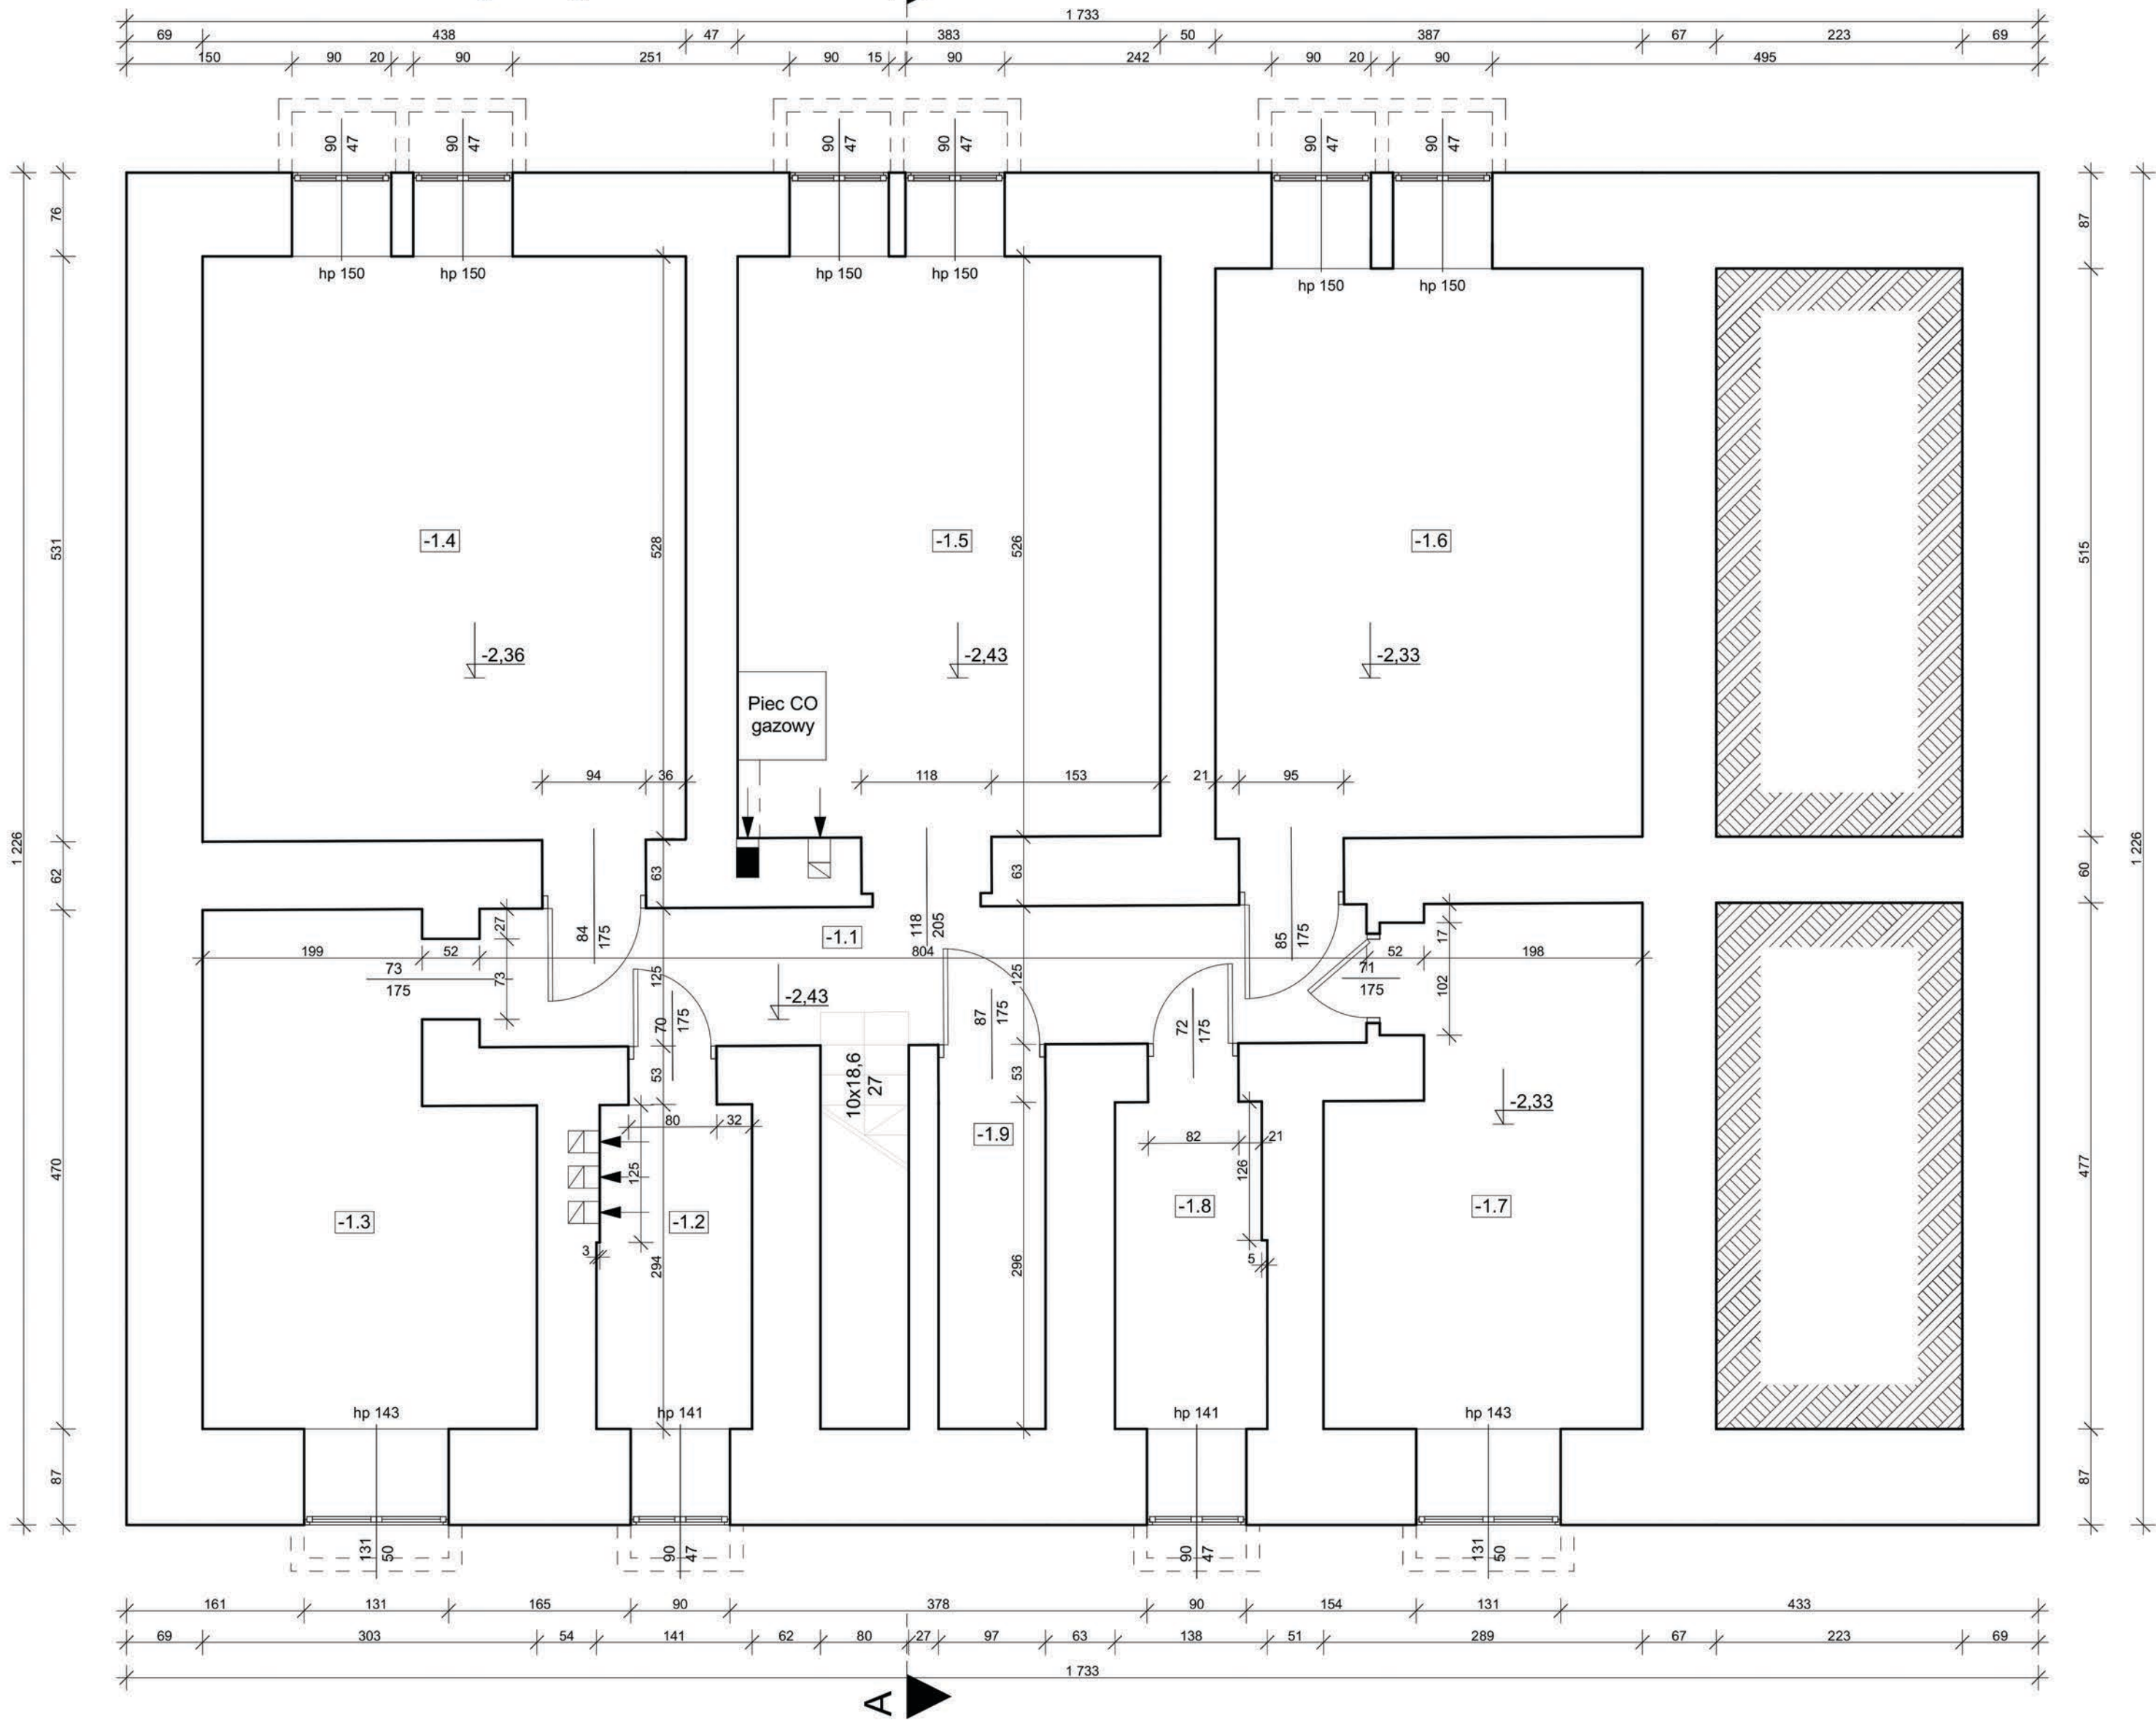 1 733
69 438 47 383 50 387 67 223 69
150 90 20 90 251 90 15 90 242 90 20 90 495
90 47 90 47 90 47 90 47 90 47 90 47
76 87
hp 150 hp 150 hp 150 hp 150 hp 150 hp 150
531 -1.4 528 -1.5 526 -1.6 515
-2,36 -2,43 -2,33
Piec CO
gazowy
94 36 118 153 21 95
1 226 62 63 63 60 1 226
27 84 175 -1.1 118 205 85 175 17
199 52 804 52 198
73 73 125 125 71 102
175 -2,43 175
70 175 87 175 72 175
53 10x18,6 27 53 -2,33
80 32 -1.9 82 21
470 125 126 477
-1.3 -1.2 -1.8 -1.7
3 294 296 5
hp 143 hp 141 hp 141 hp 143
87 87
131 50 90 47 90 47 131 50
161 131 165 90 378 90 154 131 433
69 303 54 141 62 80 27 97 63 138 51 289 67 223 69
1 733
A